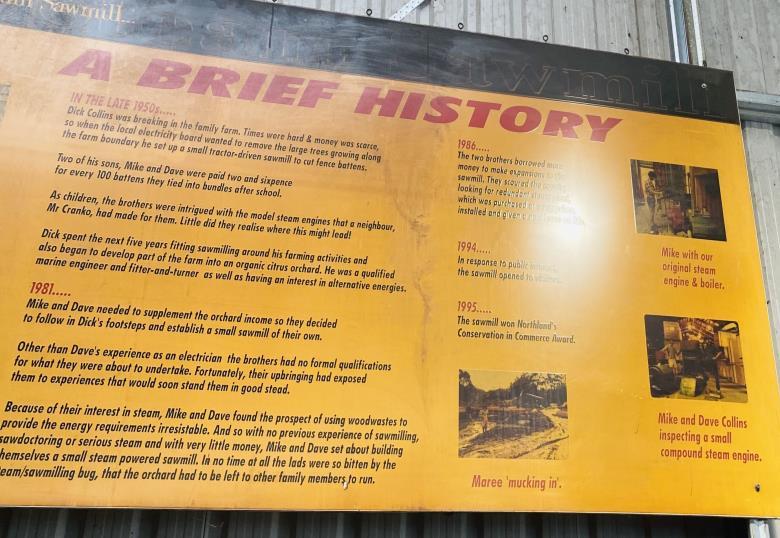 Sawmill...
A BRIEF HISTORY
IN THE LATE 1950s.....
Dick Collins was breaking in the family farm. Times were hard & money was scarce,
so when the local electricity board wanted to remove the large trees growing along
the farm boundary he set up a small tractor-driven sawmill to cut fence battens.
Two of his sons, Mike and Dave were paid two and sixpence
for every 100 battens they tied into bundles after school.
As children, the brothers were intrigued with the model steam engines that a neighbour,
Mr Cranko, had made for them. Little did they realise where this might lead!
Dick spent the next five years fitting sawmilling around his farming activities and
also began to develop part of the farm into an organic citrus orchard. He was a qualified
marine engineer and fitter-and-turner as well as having an interest in alternative energies.
1981.....
Mike and Dave needed to supplement the orchard income so they decided
to follow in Dick's footsteps and establish a small sawmill of their own.
Other than Dave's experience as an electrician the brothers had no formal qualifications
for what they were about to undertake. Fortunately, their upbringing had exposed
them to experiences that would soon stand them in good stead.
Because of their interest in steam, Mike and Dave found the prospect of using woodwastes to
provide the energy requirements irresistible. And so with no previous experience of sawmilling,
sawdoctoring or serious steam and with very little money, Mike and Dave set about building
themselves a small steam powered sawmill. In no time at all the lads were so bitten by the
steam/sawmilling bug, that the orchard had to be left to other family members to run.
1986.....
The two brothers borrowed more
money to make expansions to the
sawmill. They scoured the
looking for redundant
which was purchased
installed and given a
1994.....
In response to public
the sawmill opened to
1995.....
The sawmill won Northland's
Conservation in Commerce Award.
Maree 'mucking in'.
Mike with our
original steam
engine & boiler.
Mike and Dave Collins
inspecting a small
compound steam engine.
sawmill